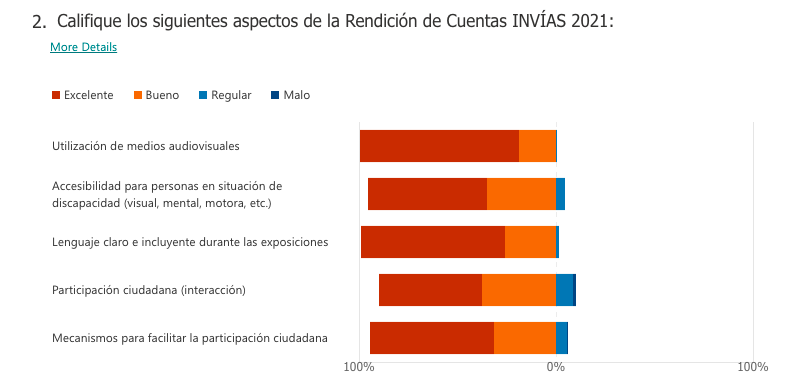 2. Califique los siguientes aspectos de la Rendición de Cuentas INVÍAS 2021:
More Details
Excelente Bueno Regular Malo
Utilización de medios audiovisuales
Accesibilidad para personas en situación de
discapacidad (visual, mental, motora, etc.)
Lenguaje claro e incluyente durante las exposiciones
Participación ciudadana (interacción)
Mecanismos para facilitar la participación ciudadana
100% 0% 100%